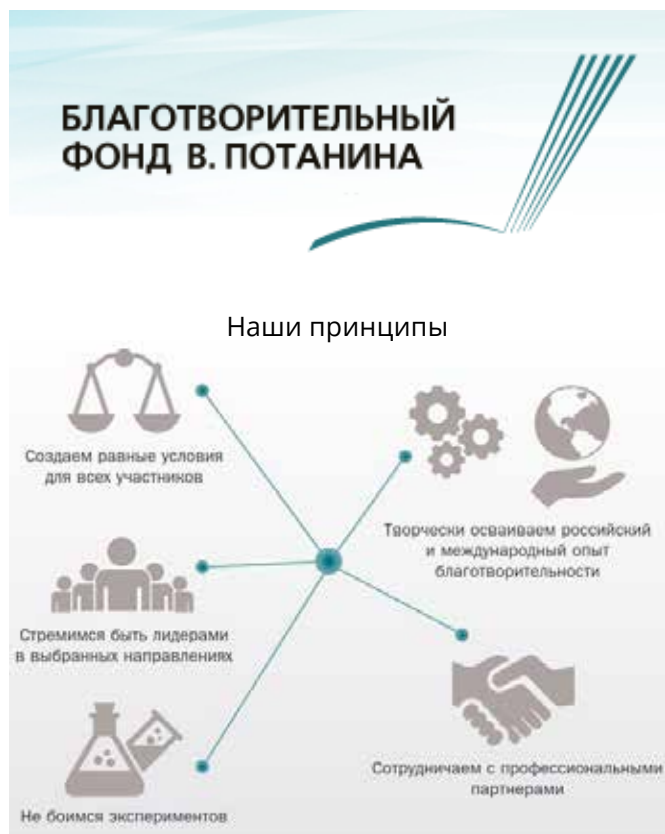 БЛАГОТВОРИТЕЛЬНЫЙ
ФОНД В. ПОТАНИНА
Наши принципы
Создаем равные условия
для всех участников
Творчески осваиваем российский
и международный опыт
благотворительности
Стремимся быть лидерами
в выбранных направлениях
Сотрудничаем с профессиональными
партнерами
Не боимся экспериментов